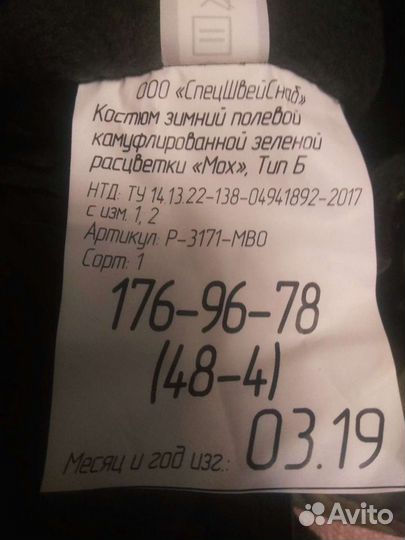 ООО «СпецШвейСнаб»
Костюм зимний полевой
камуфлированной зеленой
расцветки «Мох», Тип Б
НТД: ТУ 14.13.22-138-04941892-2017
с изм. 1, 2
Артикул: Р-3171-МВО
Сорт: 1
176-96-78
(48-4)
Месяц и год изг.: 03.19
Avito